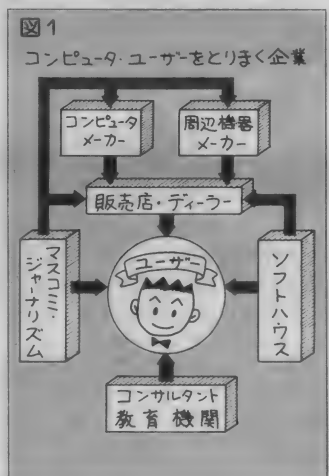 図1
コンピュータ・ユーザーをとりまく企業
コンピュータ
メーカー
周辺機器
メーカー
販売店・ディーラー
マスコミ・
ジャーナリズム
ユーザー
ソフトハウス
コンサルタント
教育機関